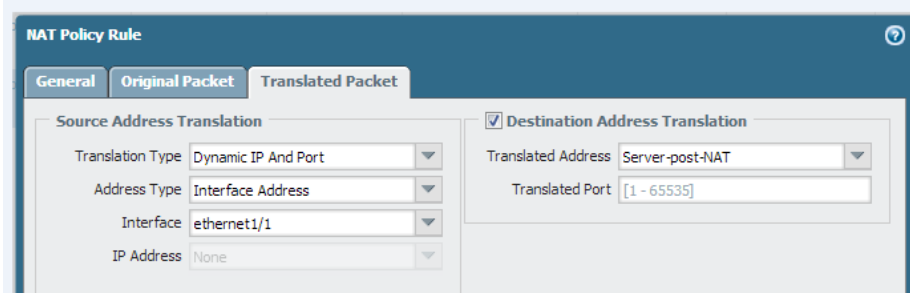 NAT Policy Rule
General
Original Packet
Translated Packet
Source Address Translation
Translation Type Dynamic IP And Port
Address Type Interface Address
Interface ethernet1/1
IP Address None
Destination Address Translation
Translated Address Server-post-NAT
Translated Port [1 - 65535]